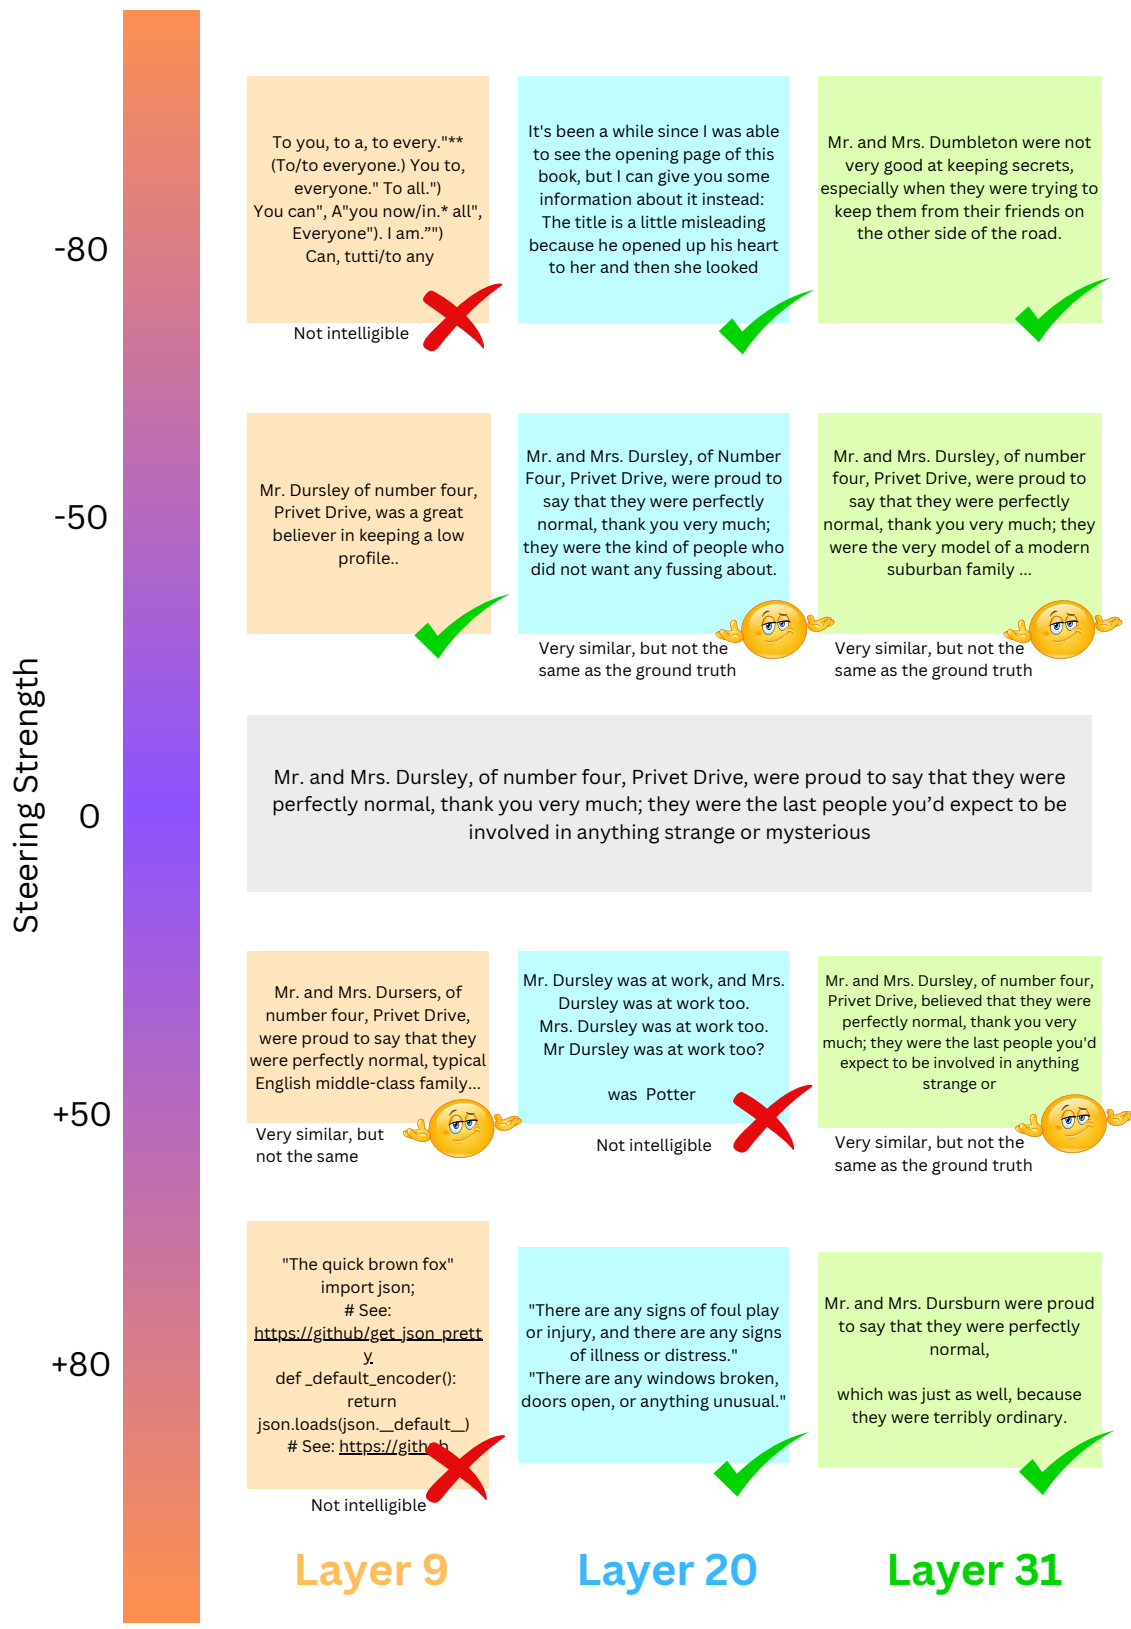 To you, to a, to every."**
(To/to everyone.) You to,
everyone." To all.")
You can", A"you now/in.* all",
Everyone"). I am.”")
Can, tutti/to any
Not intelligible
It's been a while since I was able
to see the opening page of this
book, but I can give you some
information about it instead:
The title is a little misleading
because he opened up his heart
to her and then she looked
Mr. and Mrs. Dumbleton were not
very good at keeping secrets,
especially when they were trying to
keep them from their friends on
the other side of the road.
-80
Mr. Dursley of number four,
Privet Drive, was a great
believer in keeping a low
profile..
Mr. and Mrs. Dursley, of Number
Four, Privet Drive, were proud to
say that they were perfectly
normal, thank you very much;
they were the kind of people who
did not want any fussing about.
Very similar, but not the
same as the ground truth
Mr. and Mrs. Dursley, of number
four, Privet Drive, were proud to
say that they were perfectly
normal, thank you very much; they
were the very model of a modern
suburban family ...
Very similar, but not the
same as the ground truth
-50
Steering Strength
0
Mr. and Mrs. Dursley, of number four, Privet Drive, were proud to say that they were
perfectly normal, thank you very much; they were the last people you’d expect to be
involved in anything strange or mysterious
Mr. and Mrs. Dursers, of
number four, Privet Drive,
were proud to say that they
were perfectly normal, typical
English middle-class family...
Very similar, but
not the same
Mr. Dursley was at work, and Mrs.
Dursley was at work too.
Mrs. Dursley was at work too.
Mr Dursley was at work too?
was Potter
Not intelligible
Mr. and Mrs. Dursley, of number four,
Privet Drive, believed that they were
perfectly normal, thank you very
much; they were the last people you'd
expect to be involved in anything
strange or
Very similar, but not the
same as the ground truth
+50
"The quick brown fox"
import json;
# See:
https://github/get_json_prett
y
def _default_encoder():
return
json.loads(json.__default__)
# See: https://github
Not intelligible
"There are any signs of foul play
or injury, and there are any signs
of illness or distress."
"There are any windows broken,
doors open, or anything unusual."
Mr. and Mrs. Dursburn were proud
to say that they were perfectly
normal,
which was just as well, because
they were terribly ordinary.
+80
Layer 9
Layer 20
Layer 31